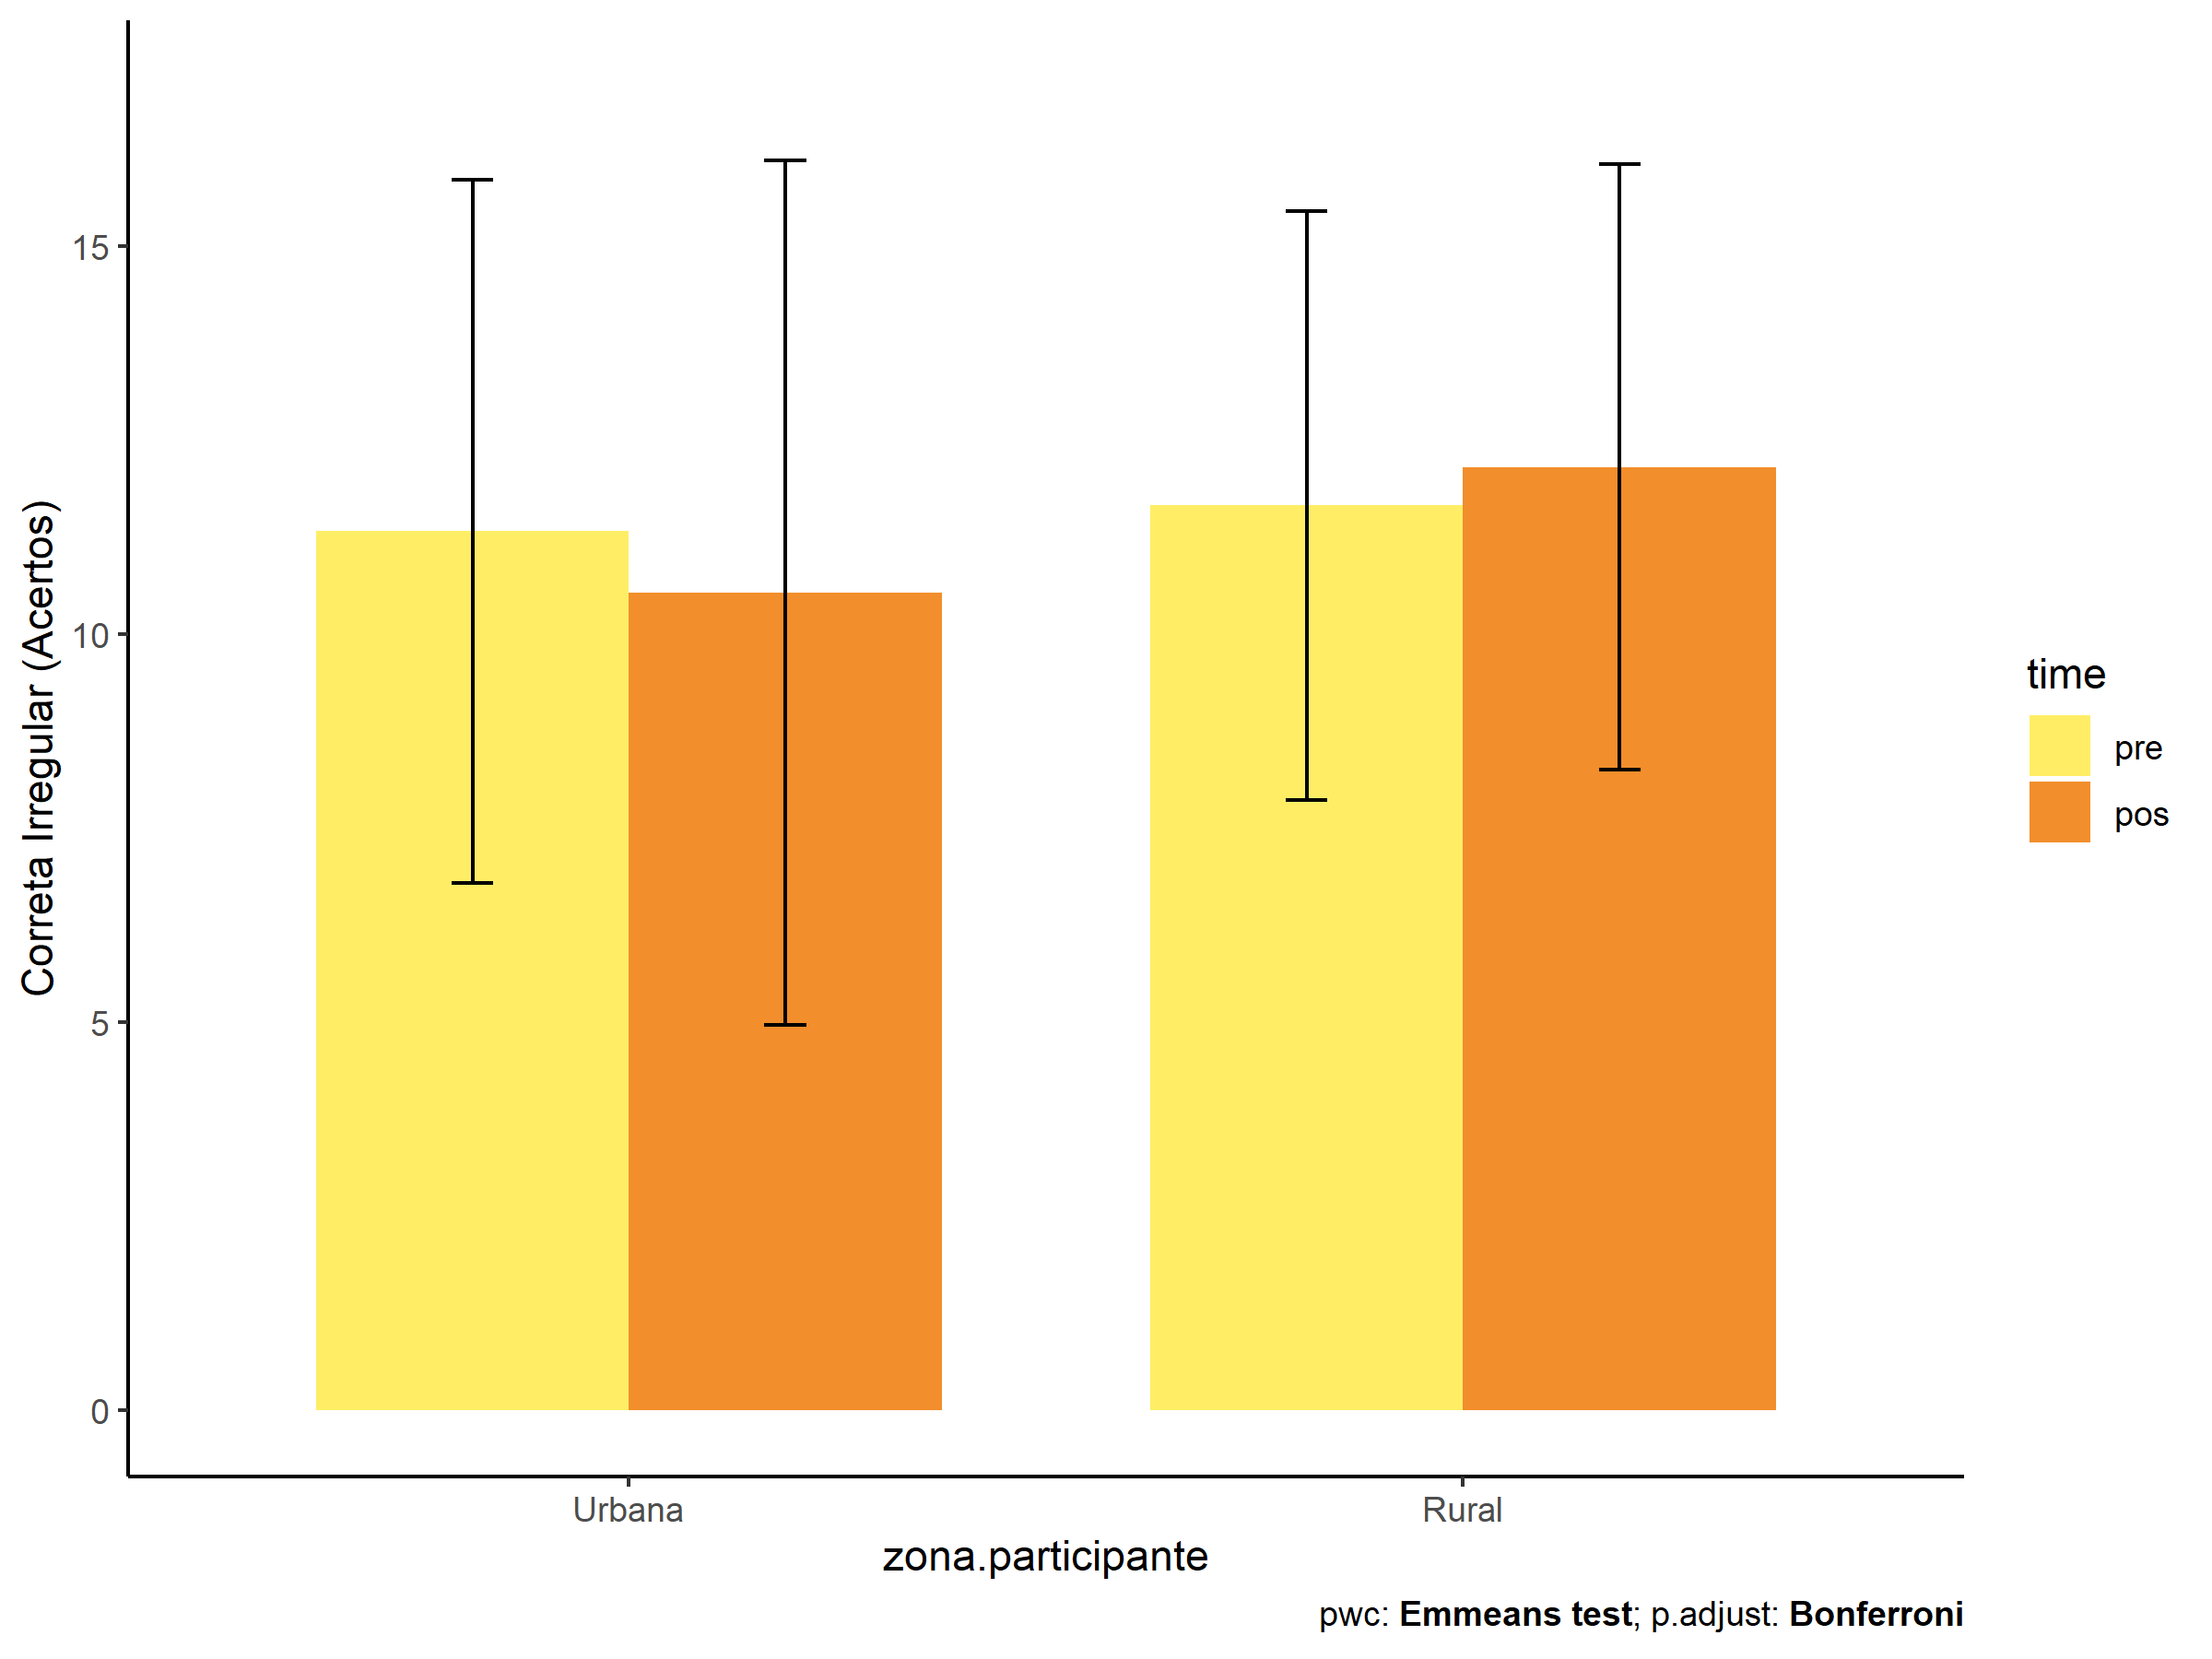 Correta Irregular (Acertos)
15
10
5
0
Urbana
Rural
zona.participante
time
pre
pos
pwc: Emmeans test; p.adjust: Bonferroni